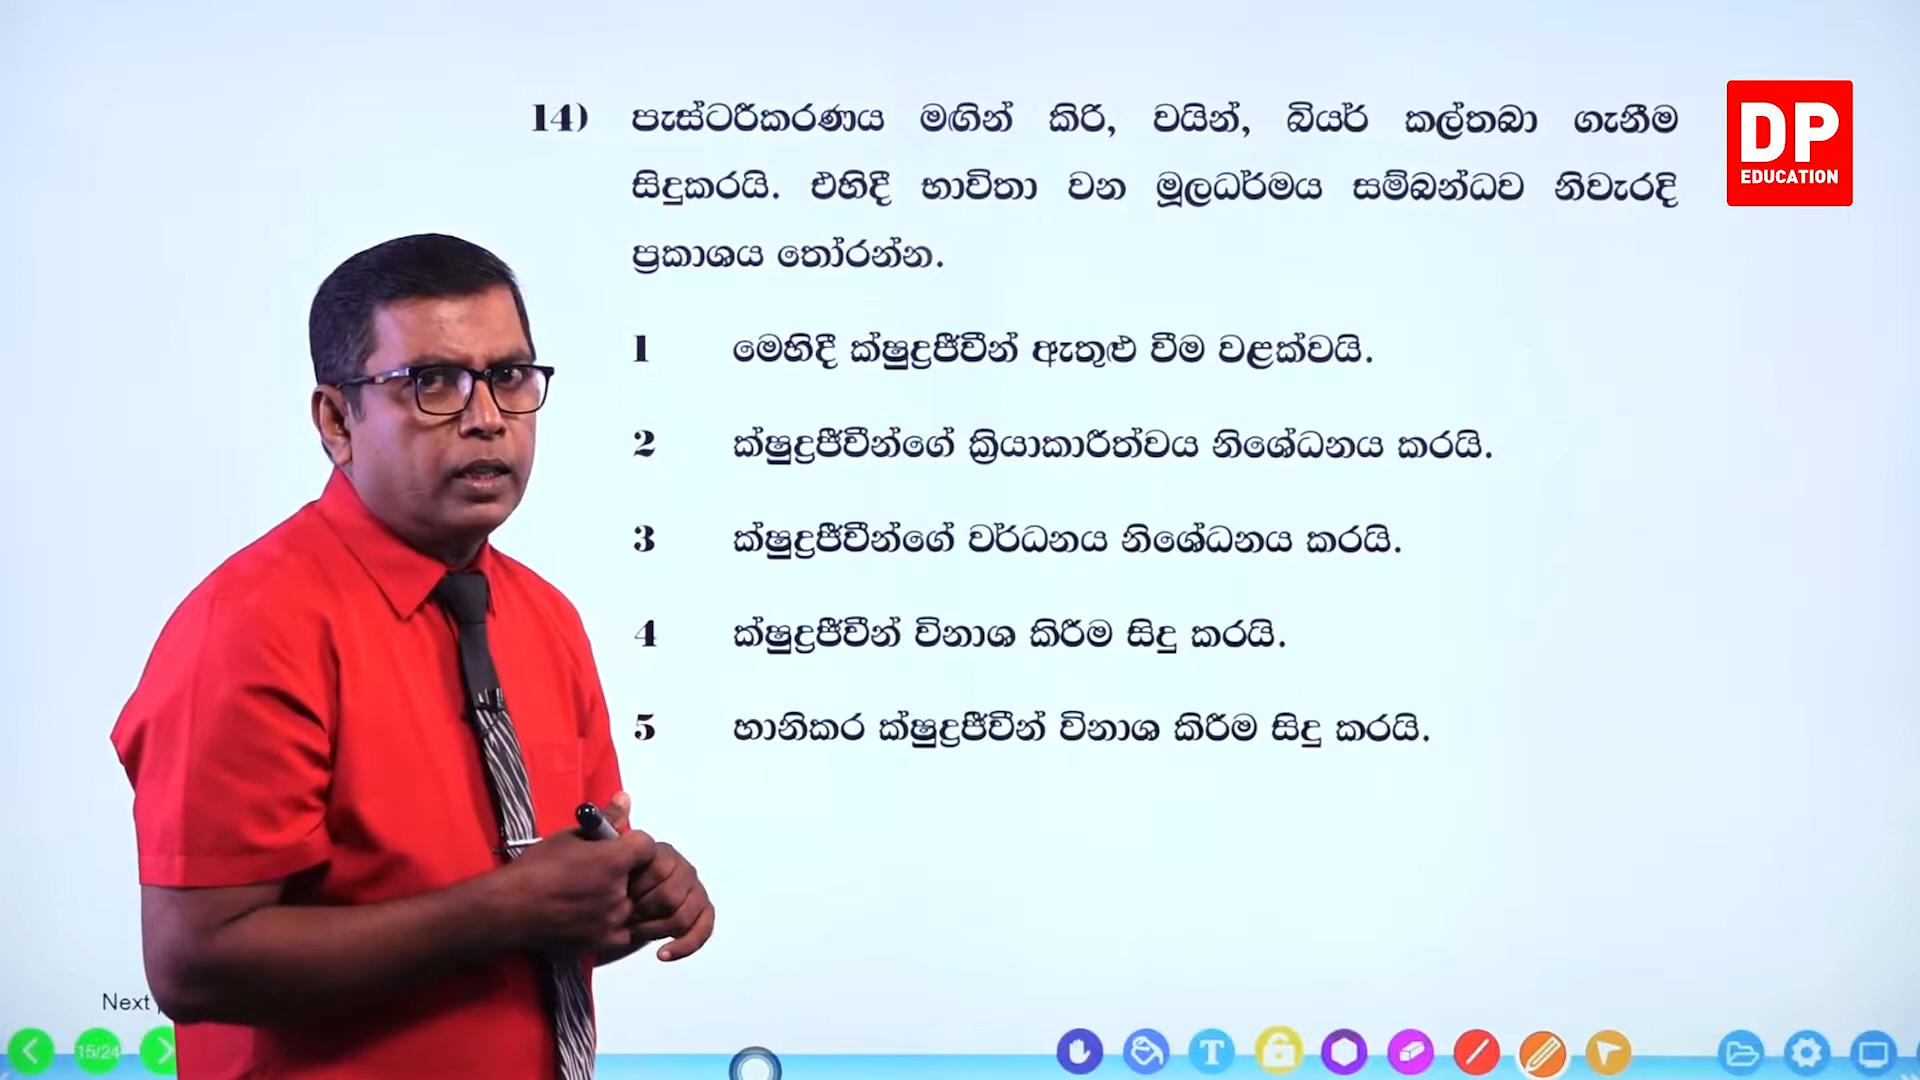 14) පැස්ටරීකරණය මඟින් කිරි, වයින්, බියර් කල්තබා ගැනීම
සිදුකරයි. එහිදී භාවිතා වන මූලධර්මය සම්බන්ධව නිවැරදි
ප්‍රකාශය තෝරන්න.
1 මෙහිදී ක්ෂුද්‍රජීවීන් ඇතුළු වීම වළක්වයි.
2 ක්ෂුද්‍රජීවීන්ගේ ක්‍රියාකාරීත්වය නිශේධනය කරයි.
3 ක්ෂුද්‍රජීවීන්ගේ වර්ධනය නිශේධනය කරයි.
4 ක්ෂුද්‍රජීවීන් විනාශ කිරීම සිදු කරයි.
5 හානිකර ක්ෂුද්‍රජීවීන් විනාශ කිරීම සිදු කරයි.
DP
EDUCATION
Next
15/24